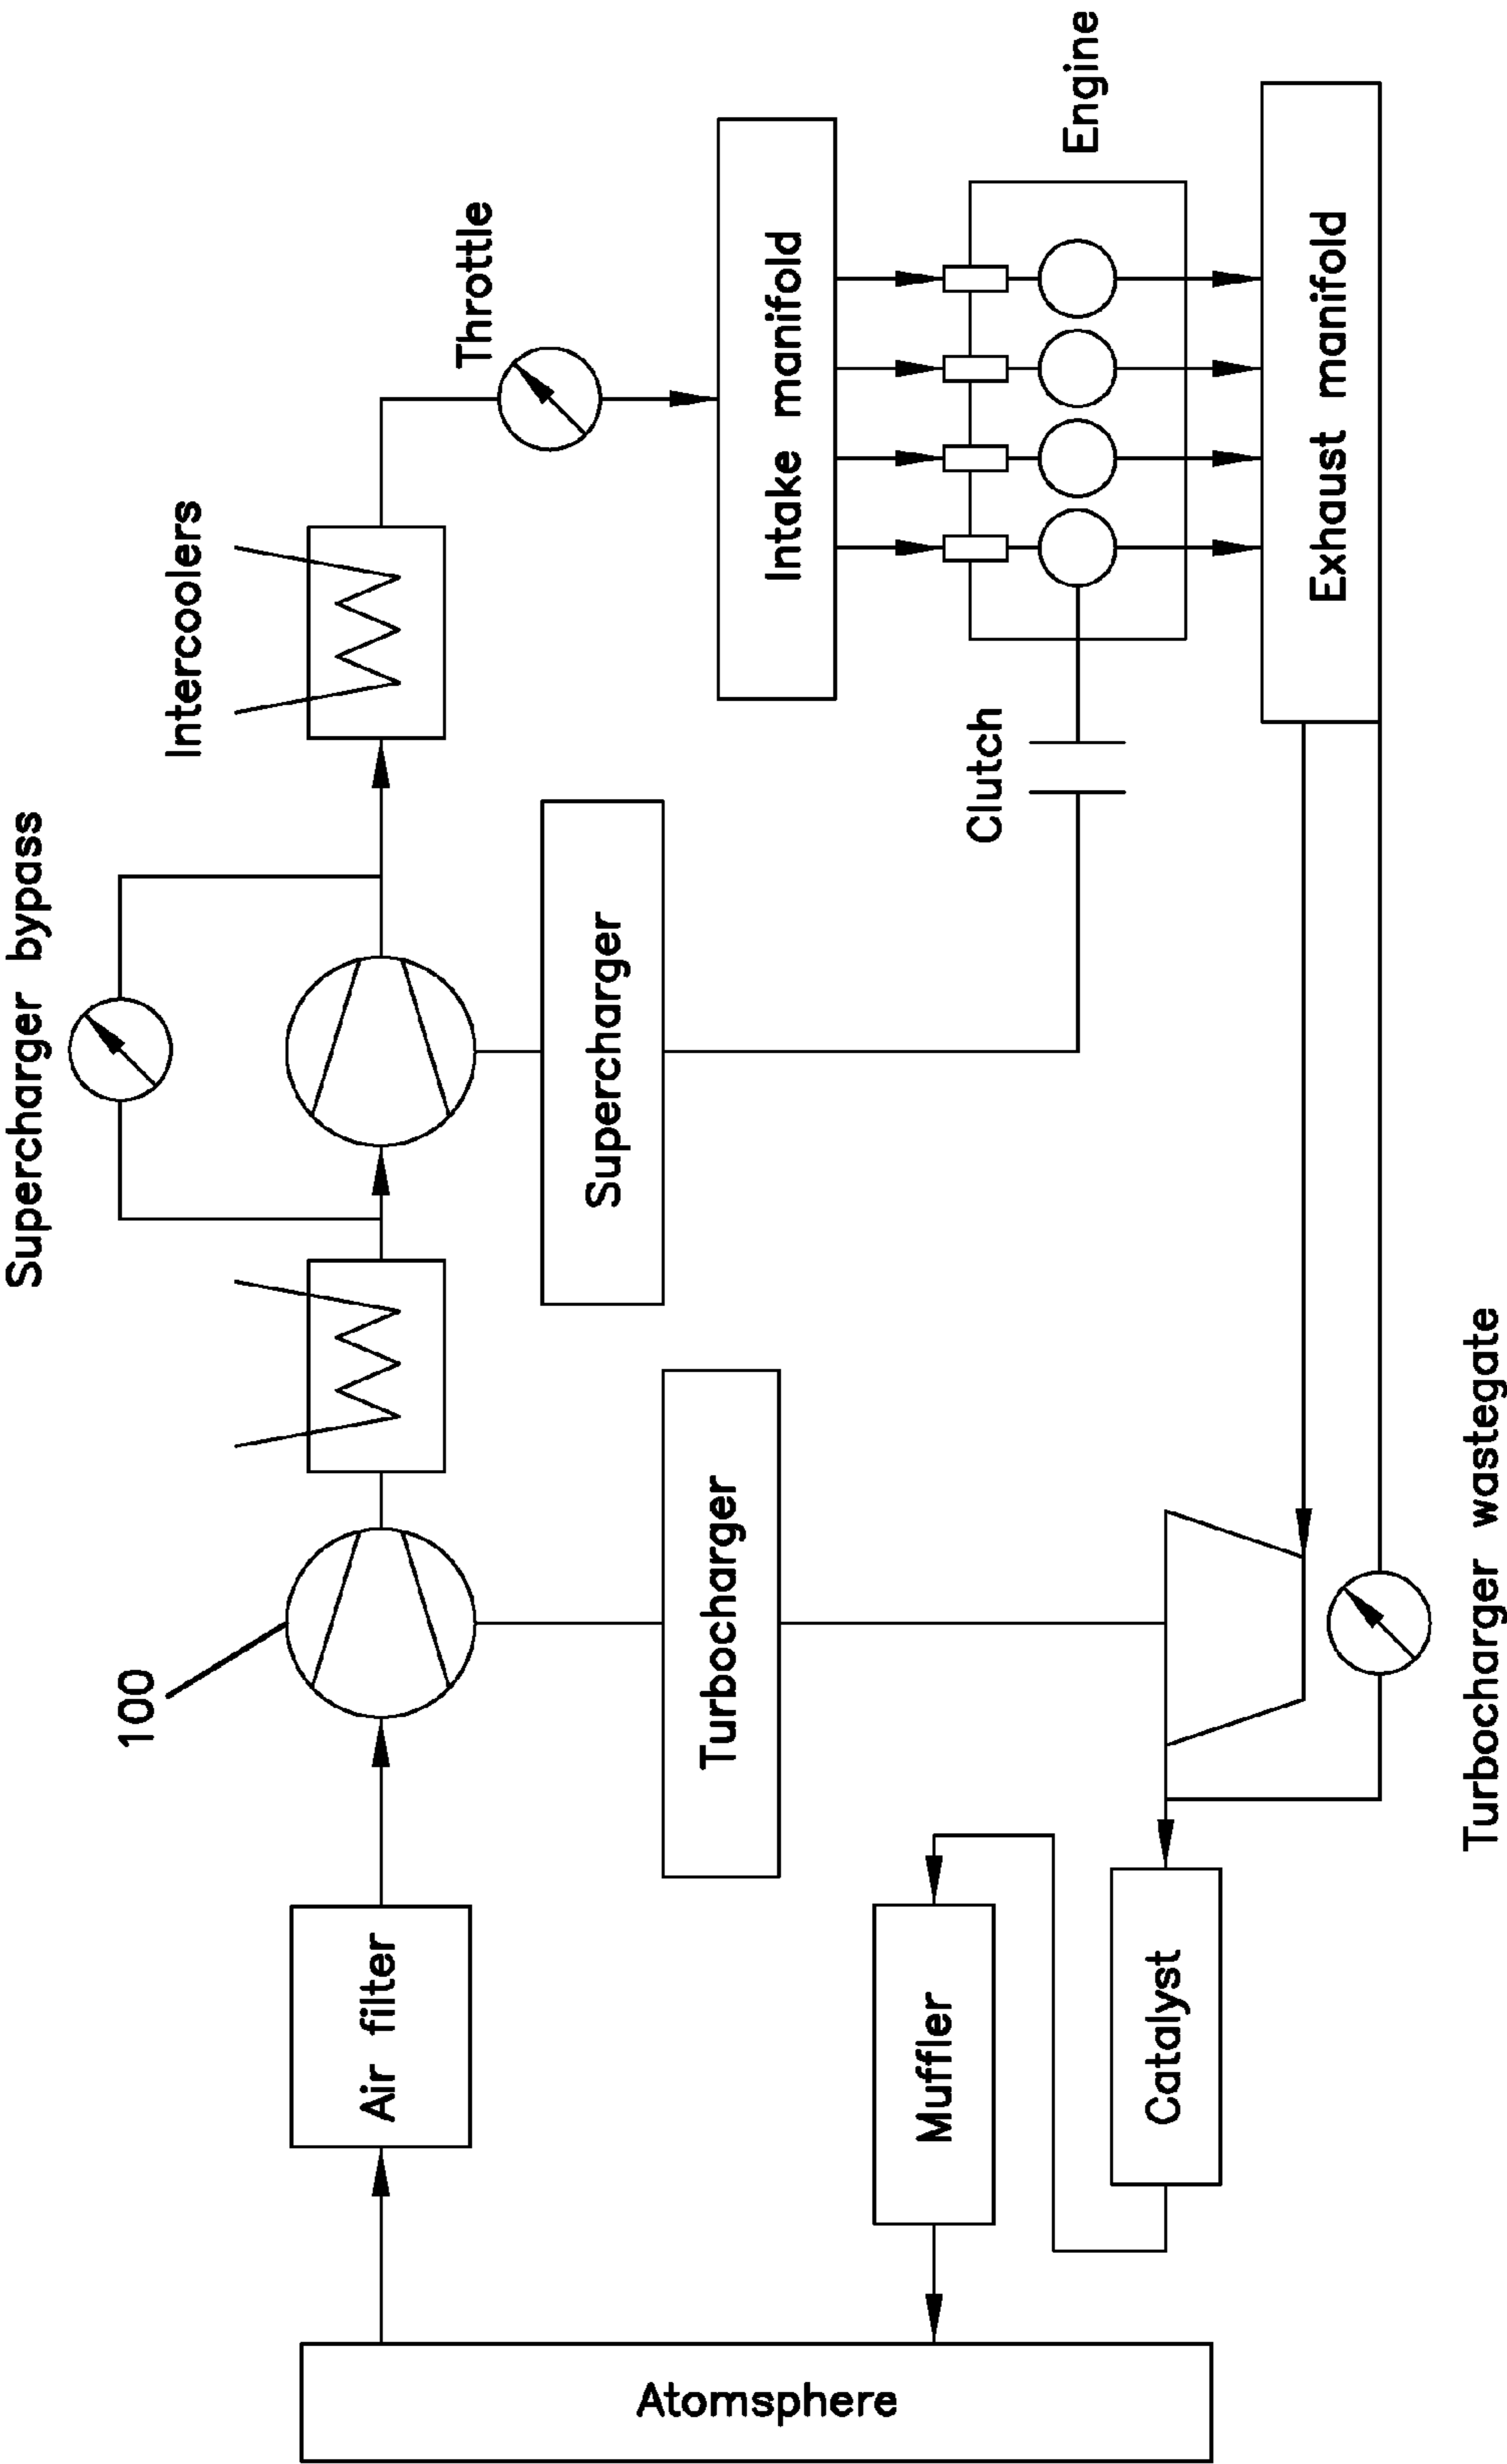 Supercharger bypass
Intercoolers
100
Throttle
Air filter
Supercharger
Turbocharger
Intake manifold
Clutch
Engine
Muffler
Catalyst
Exhaust manifold
Atomsphere
Turbocharger wastegate